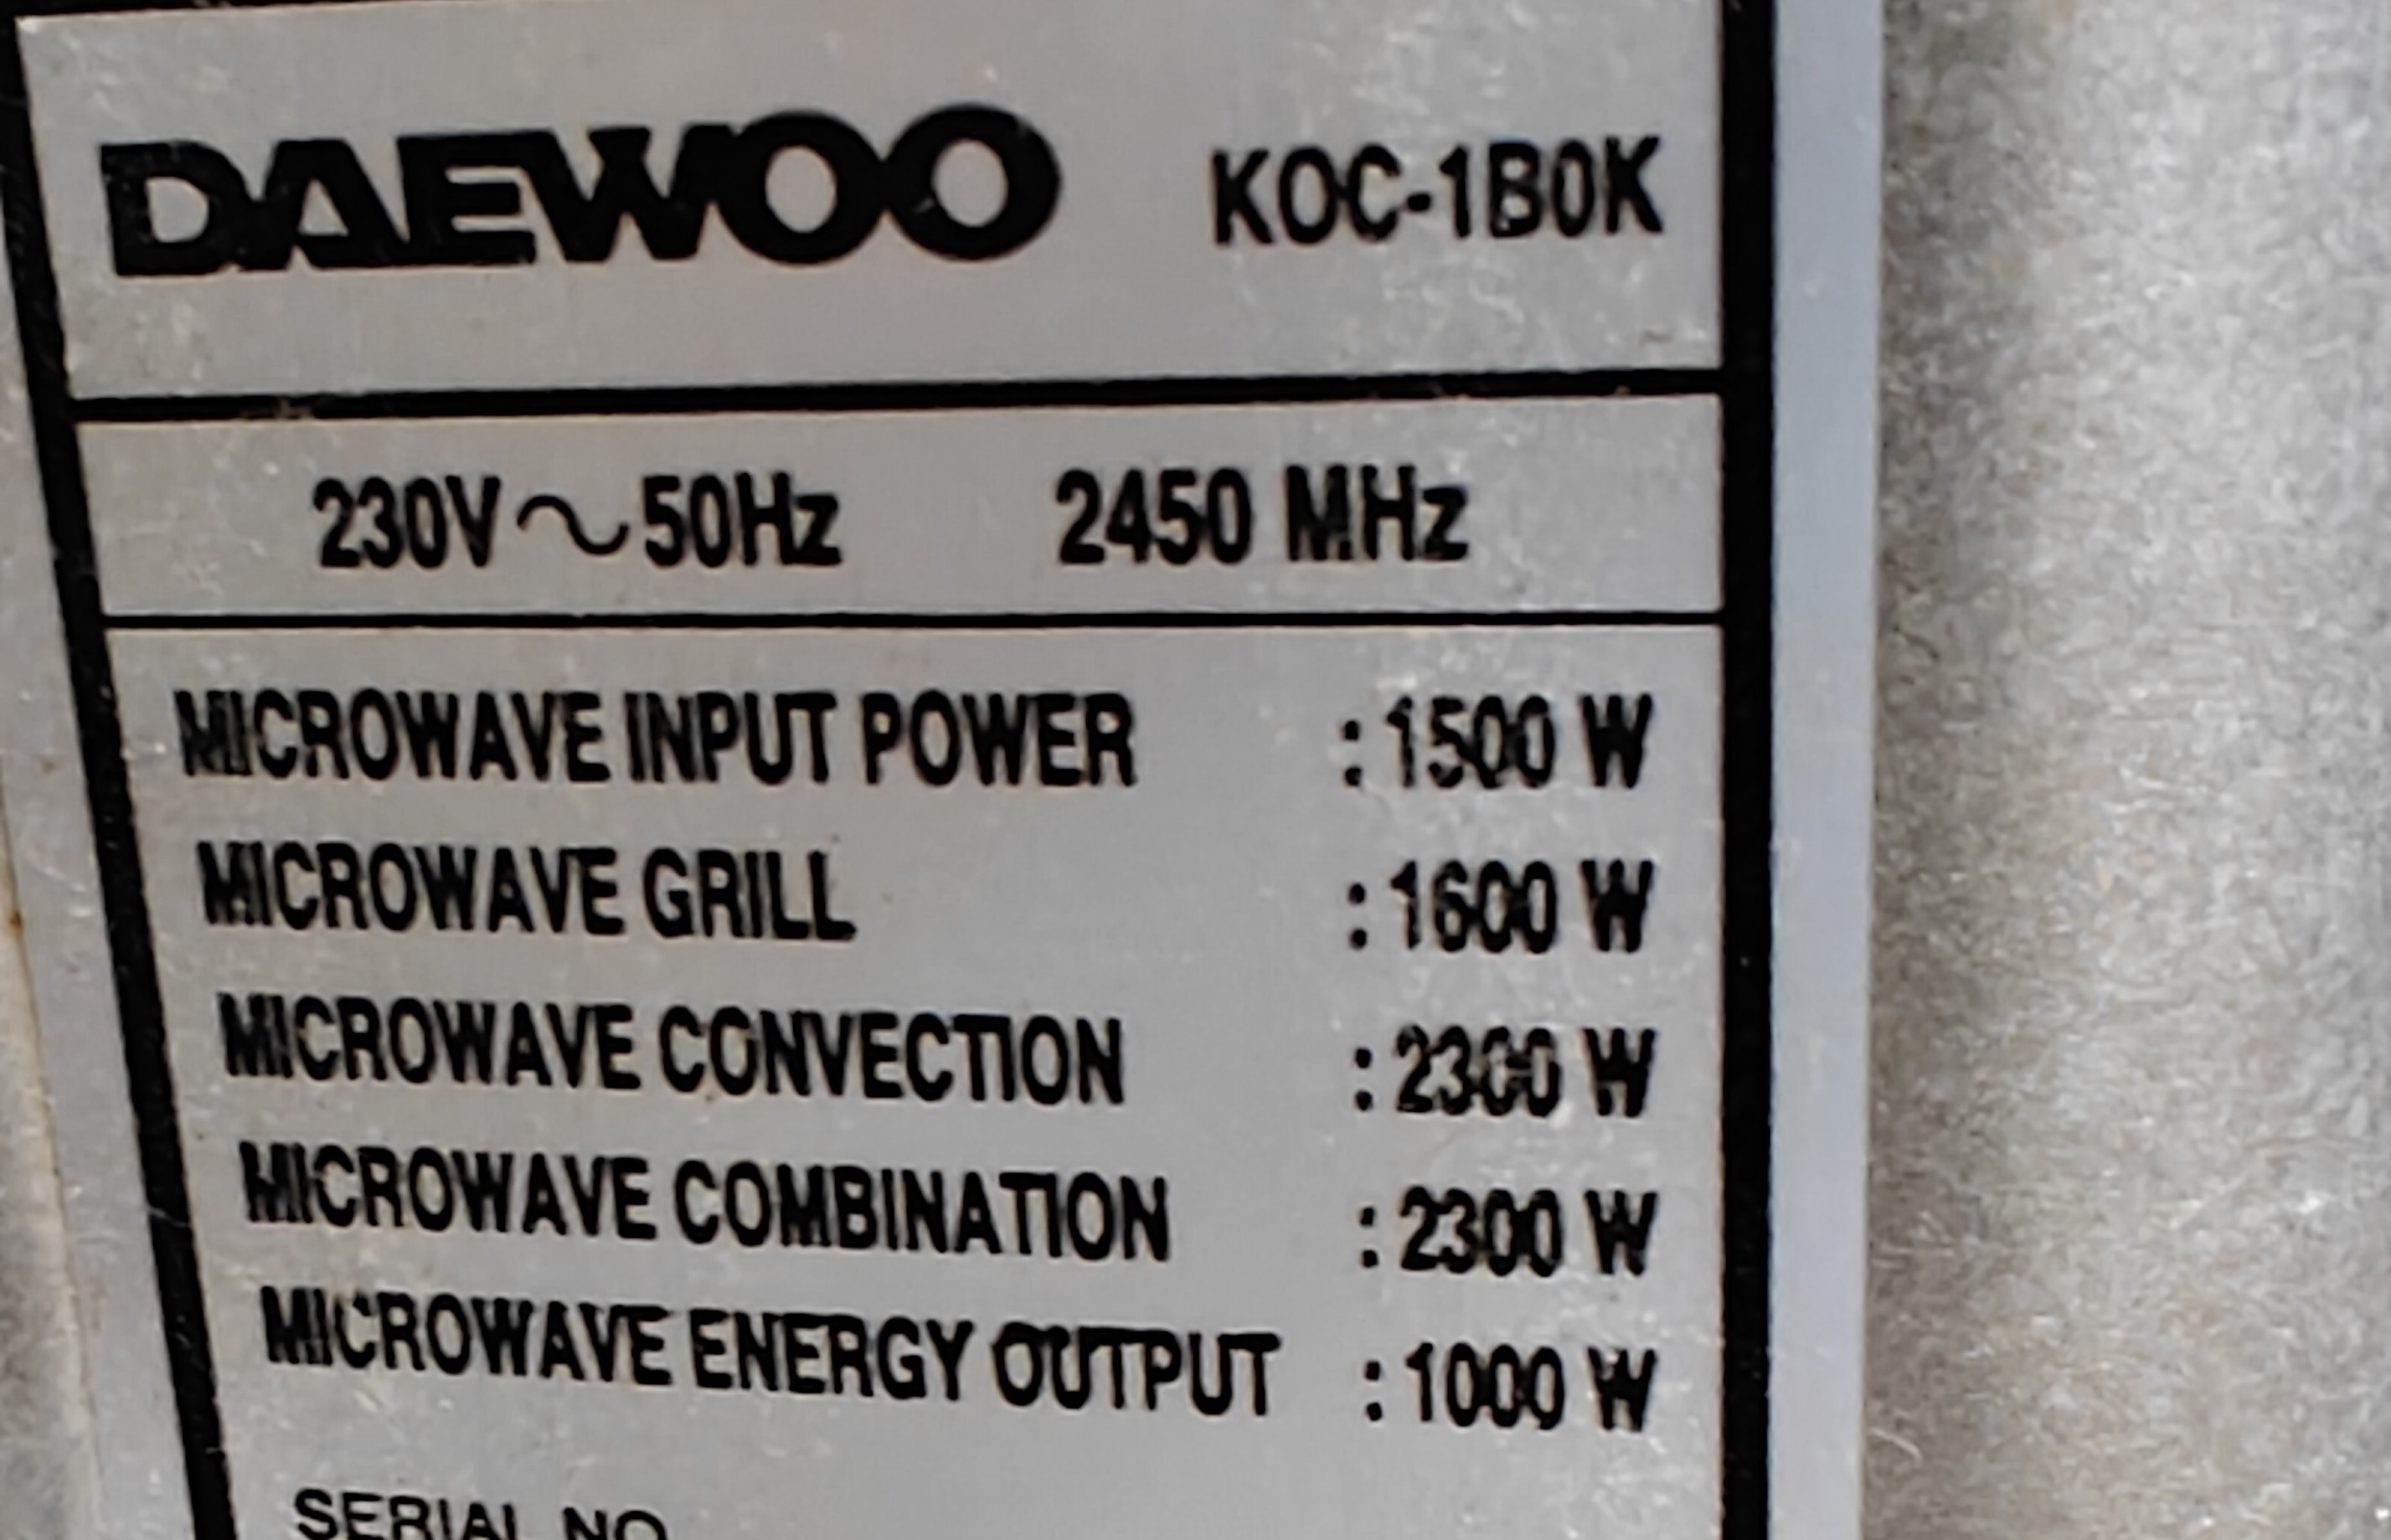 DAEWOO KOC-1B0K
230V～50Hz 2450 MHz
MICROWAVE INPUT POWER : 1500 W
MICROWAVE GRILL : 1600 W
MICROWAVE CONVECTION : 2300 W
MICROWAVE COMBINATION : 2300 W
MICROWAVE ENERGY OUTPUT : 1000 W
SERIAL NO